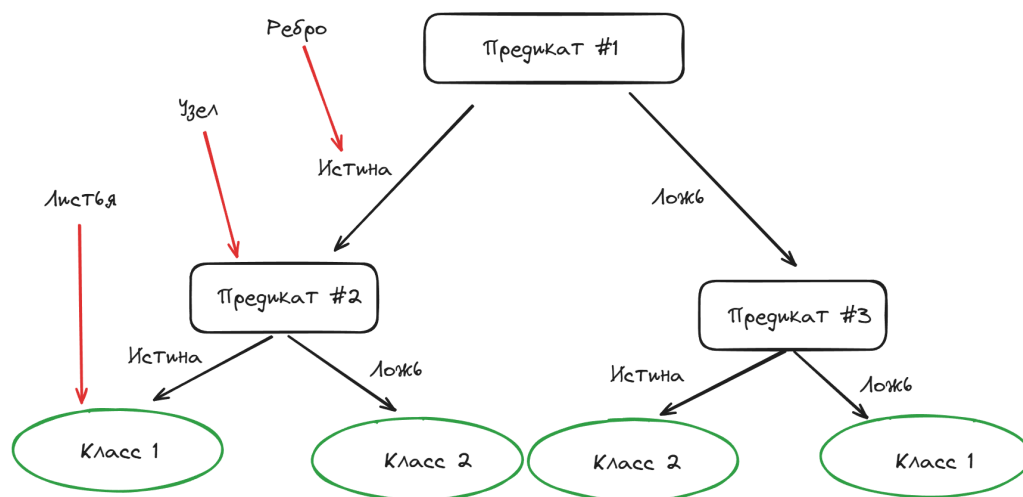 Ребро
Предикат #1
Узел
Истина
Листья
Ложь
Предикат #2
Предикат #3
Истина
Ложь
Истина
Ложь
Класс 1
Класс 2
Класс 2
Класс 1